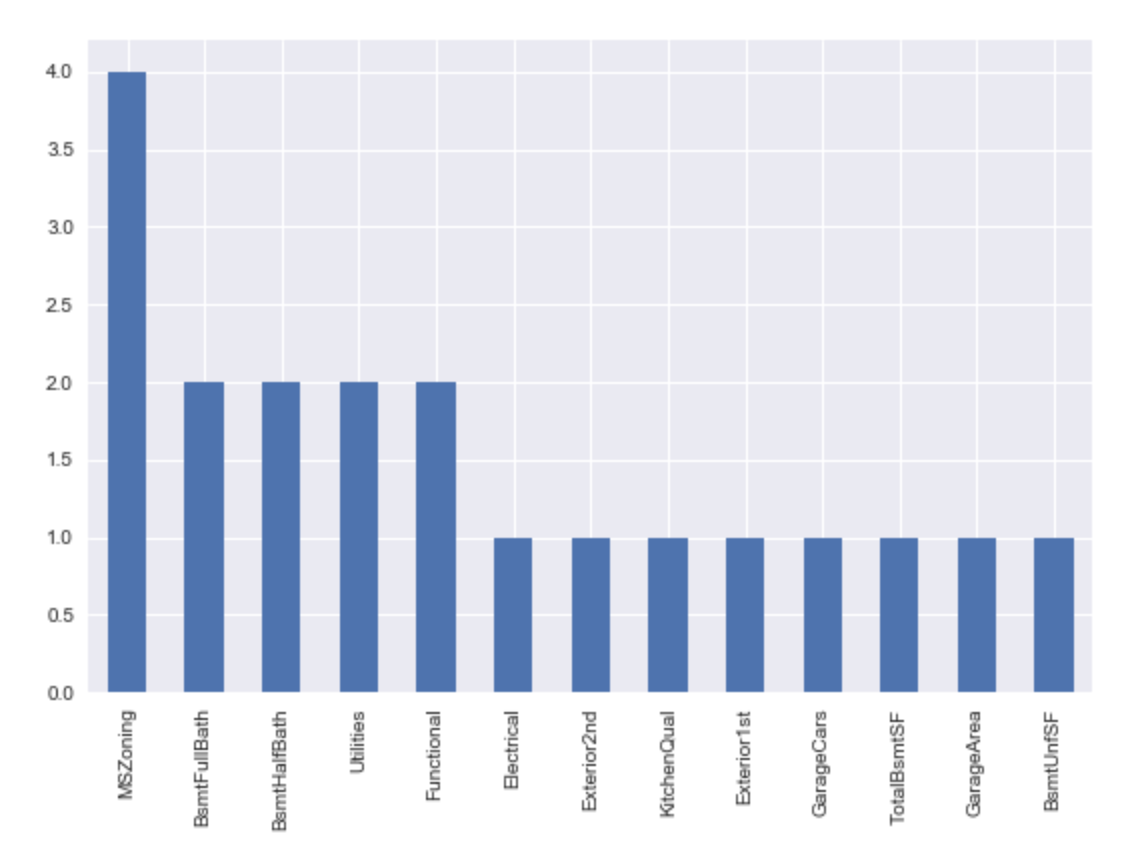 4.0
3.5
3.0
2.5
2.0
1.5
1.0
0.5
0.0
MSZoning
BsmtFullBath
BsmtHalfBath
Utilities
Functional
Electrical
Exterior2nd
KitchenQual
Exterior1st
GarageCars
TotalBsmtSF
GarageArea
BsmtUnfSF